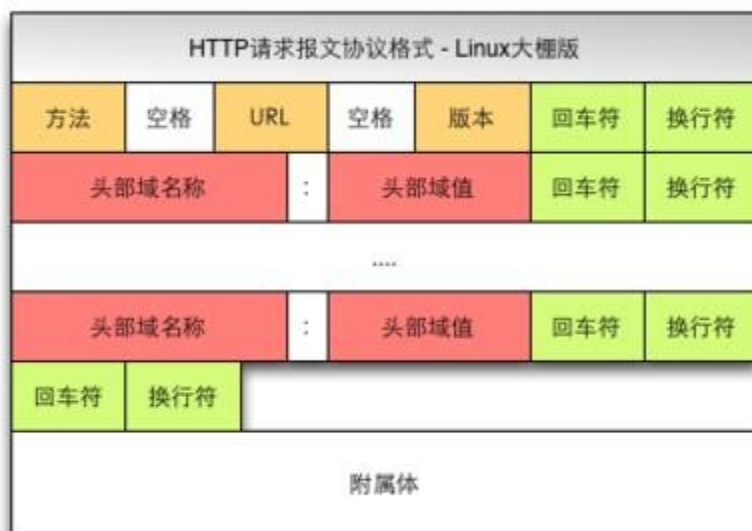 HTTP请求报文协议格式 - Linux大棚版
方法 空格 URL 空格 版本 回车符 换行符
头部域名称 : 头部域值 回车符 换行符
....
头部域名称 : 头部域值 回车符 换行符
回车符 换行符
附属体